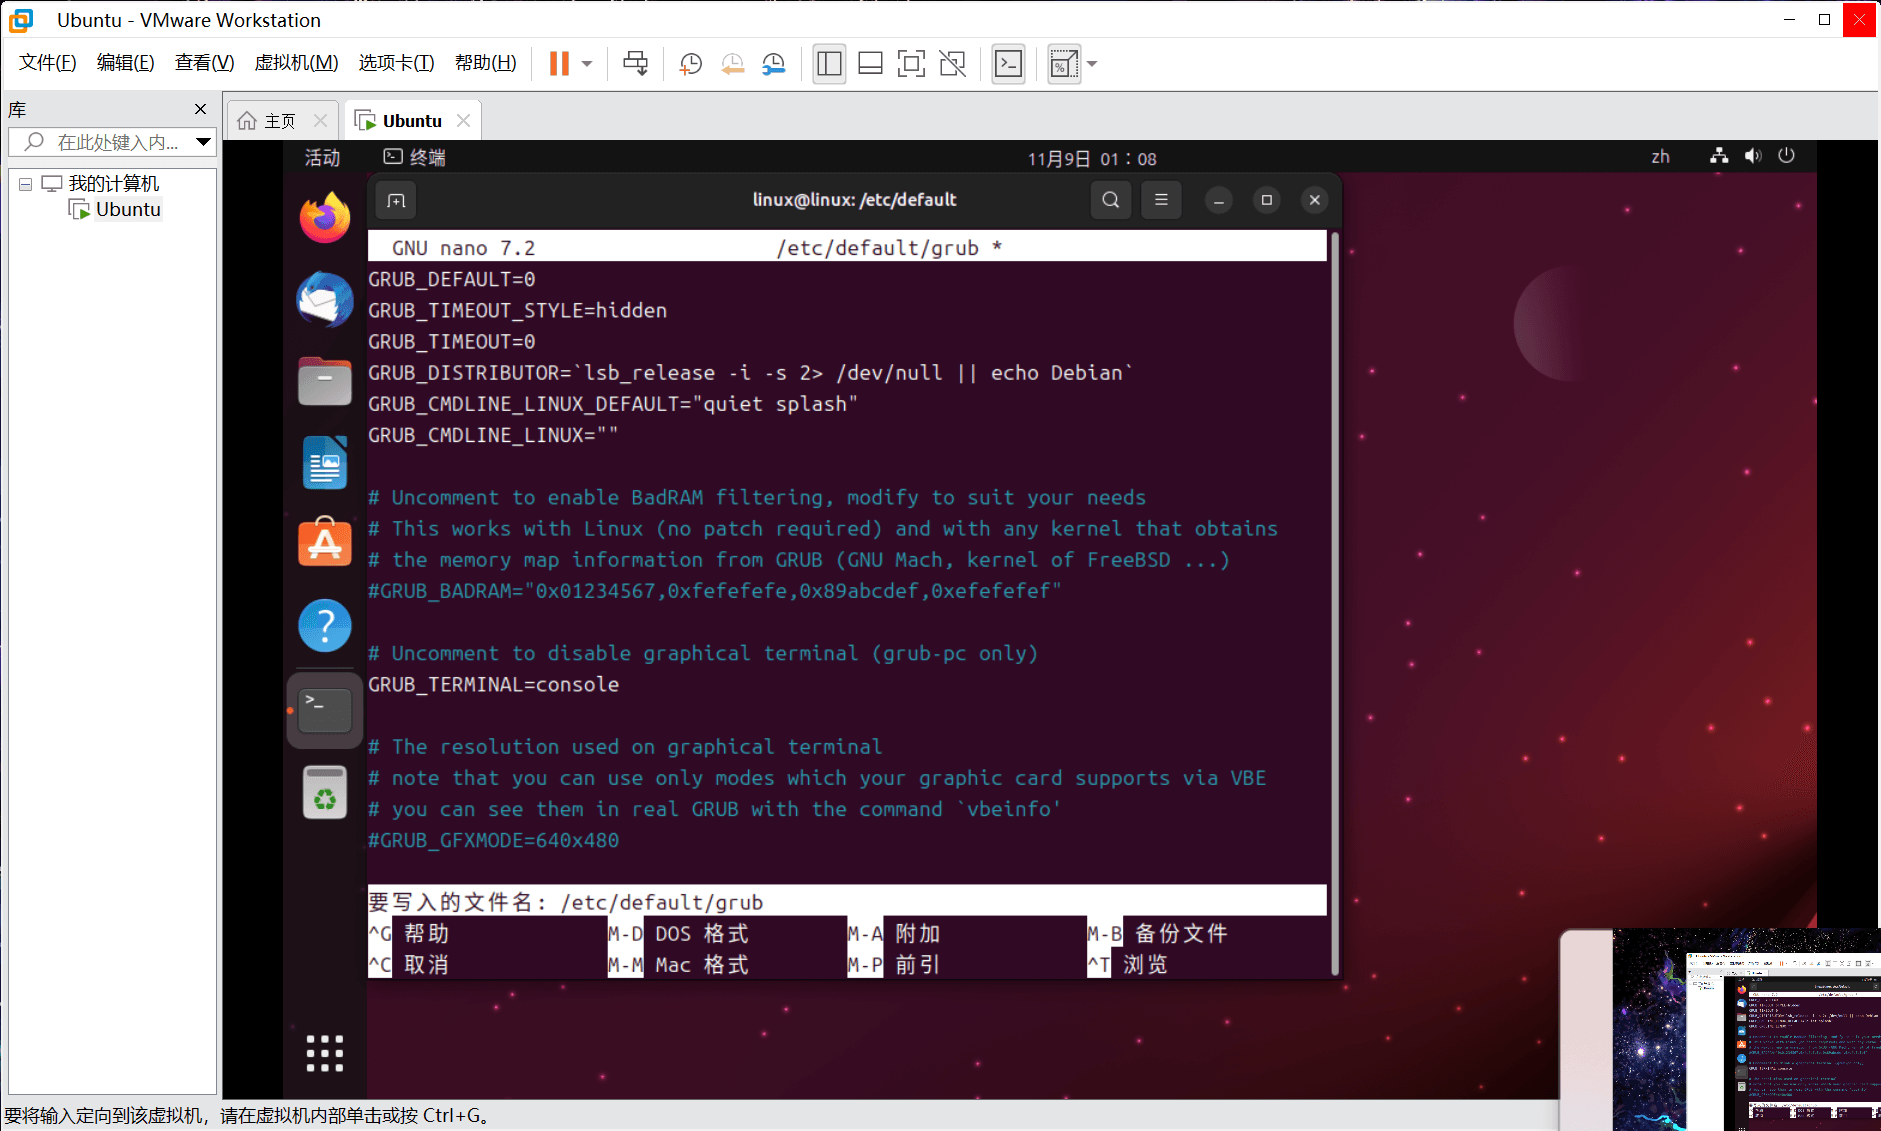 Ubuntu - VMware Workstation
文件(F) 编辑(E) 查看(V) 虚拟机(M) 选项卡(T) 帮助(H)
库
在此处键入内...
我的计算机
Ubuntu
主页
Ubuntu
活动 终端 11月9日 01：08 zh
linux@linux: /etc/default
GNU nano 7.2 /etc/default/grub *
GRUB_DEFAULT=0
GRUB_TIMEOUT_STYLE=hidden
GRUB_TIMEOUT=0
GRUB_DISTRIBUTOR=`lsb_release -i -s 2> /dev/null || echo Debian`
GRUB_CMDLINE_LINUX_DEFAULT="quiet splash"
GRUB_CMDLINE_LINUX=""
# Uncomment to enable BadRAM filtering, modify to suit your needs
# This works with Linux (no patch required) and with any kernel that obtains
# the memory map information from GRUB (GNU Mach, kernel of FreeBSD ...)
#GRUB_BADRAM="0x01234567,0xfefefefe,0x89abcdef,0xefefefef"
# Uncomment to disable graphical terminal (grub-pc only)
GRUB_TERMINAL=console
# The resolution used on graphical terminal
# note that you can use only modes which your graphic card supports via VBE
# you can see them in real GRUB with the command `vbeinfo'
#GRUB_GFXMODE=640x480
要写入的文件名: /etc/default/grub
^G 帮助 M-D DOS 格式 M-A 附加 M-B 备份文件
^C 取消 M-M Mac 格式 M-P 前引 ^T 浏览
要将输入定向到该虚拟机，请在虚拟机内部单击或按 Ctrl+G。